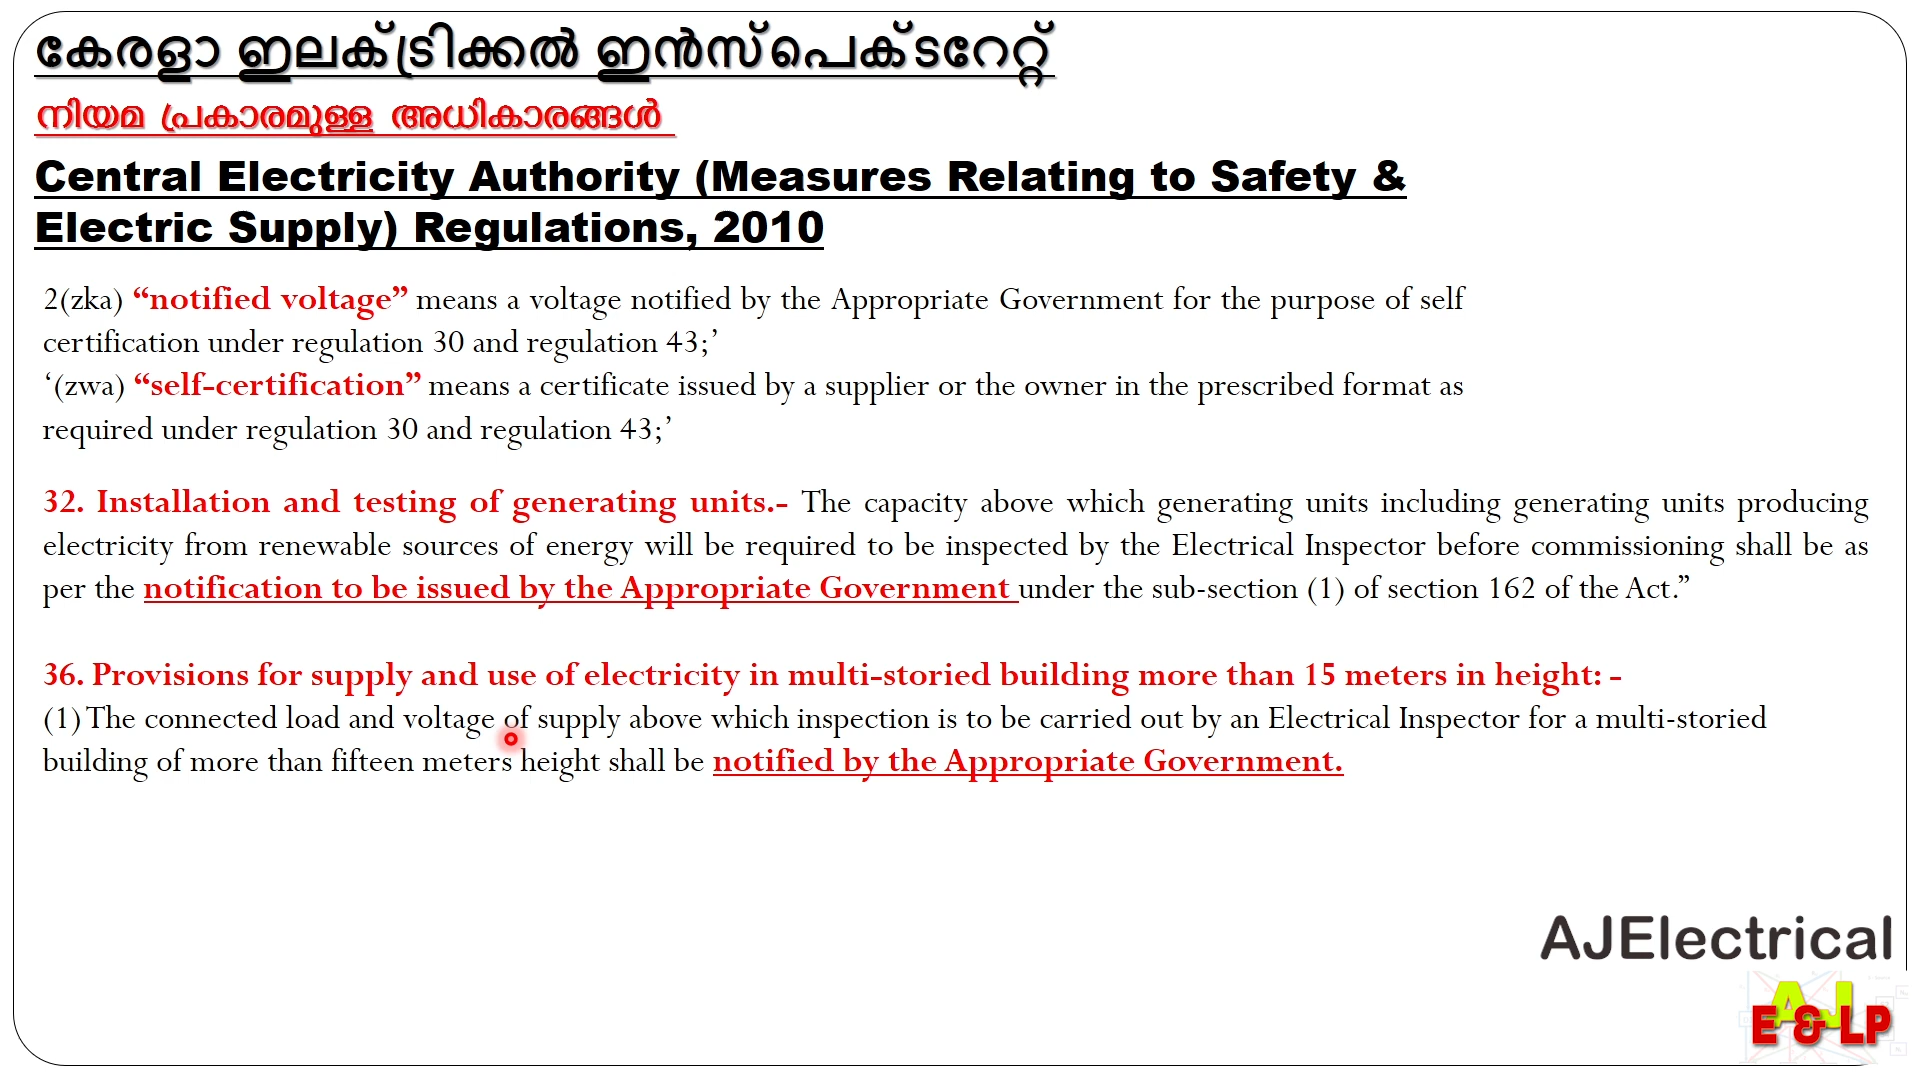 കേരളാ ഇലക്ട്രിക്കൽ ഇൻസ്പെക്ടറേറ്റ്
നിയമ പ്രകാരമുള്ള അധികാരങ്ങൾ
Central Electricity Authority (Measures Relating to Safety &
Electric Supply) Regulations, 2010
2(zka) “notified voltage” means a voltage notified by the Appropriate Government for the purpose of self
certification under regulation 30 and regulation 43;’
‘(zwa) “self-certification” means a certificate issued by a supplier or the owner in the prescribed format as
required under regulation 30 and regulation 43;’
32. Installation and testing of generating units.- The capacity above which generating units including generating units producing
electricity from renewable sources of energy will be required to be inspected by the Electrical Inspector before commissioning shall be as
per the notification to be issued by the Appropriate Government under the sub-section (1) of section 162 of the Act.”
36. Provisions for supply and use of electricity in multi-storied building more than 15 meters in height: -
(1) The connected load and voltage of supply above which inspection is to be carried out by an Electrical Inspector for a multi-storied
building of more than fifteen meters height shall be notified by the Appropriate Government.
AJElectrical
AJ
E & LP